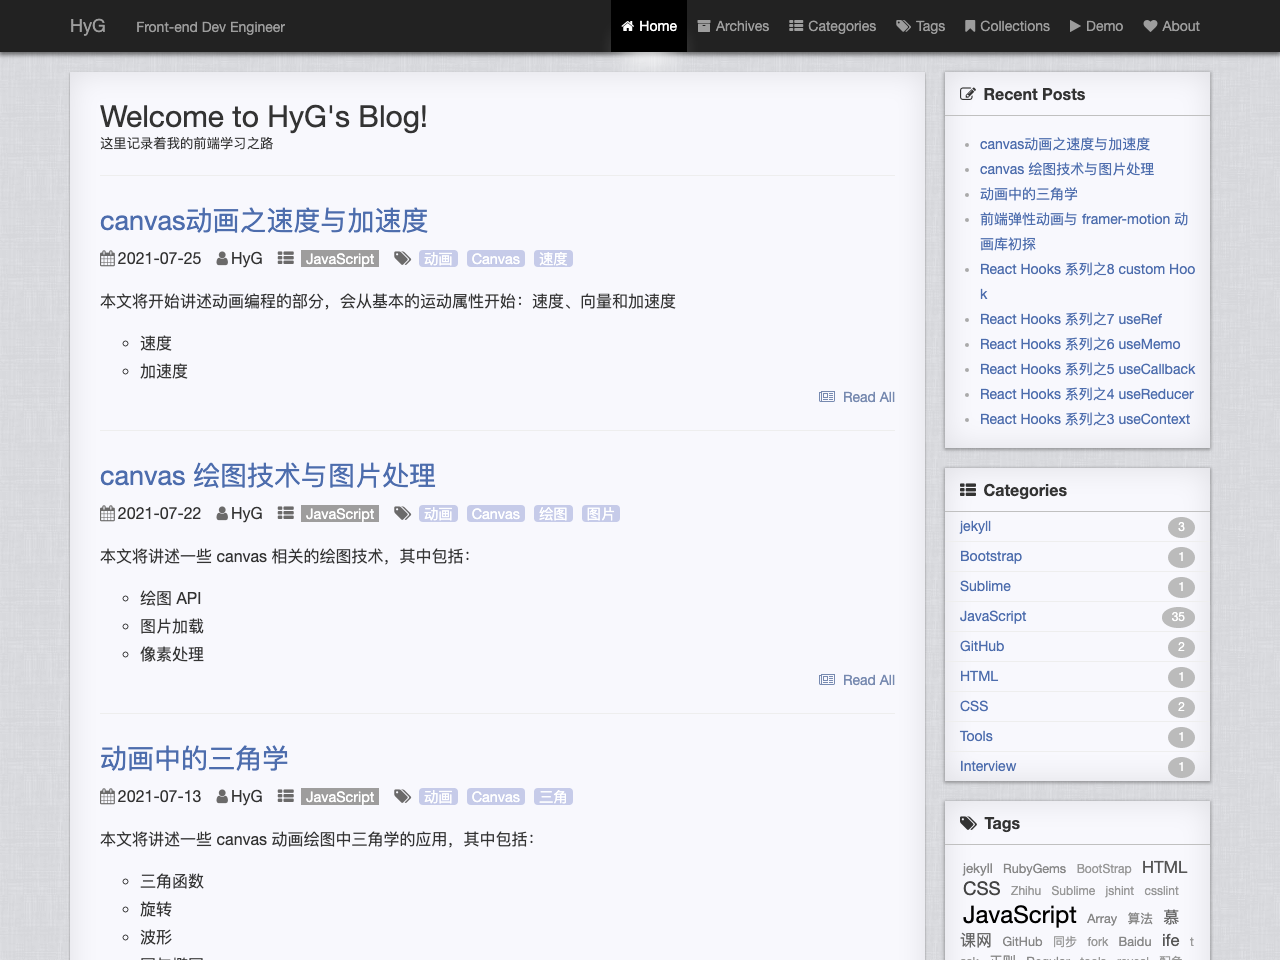 HyG Front-end Dev Engineer Home Archives Categories Tags Collections Demo About
Welcome to HyG's Blog!
这里记录着我的前端学习之路
canvas动画之速度与加速度
2021-07-25 HyG JavaScript 动画 Canvas 速度
本文将开始讲述动画编程的部分，会从基本的运动属性开始：速度、向量和加速度
速度
加速度
Read All
canvas 绘图技术与图片处理
2021-07-22 HyG JavaScript 动画 Canvas 绘图 图片
本文将讲述一些 canvas 相关的绘图技术，其中包括：
绘图 API
图片加载
像素处理
Read All
动画中的三角学
2021-07-13 HyG JavaScript 动画 Canvas 三角
本文将讲述一些 canvas 动画绘图中三角学的应用，其中包括：
三角函数
旋转
波形
Recent Posts
canvas动画之速度与加速度
canvas 绘图技术与图片处理
动画中的三角学
前端弹性动画与 framer-motion 动
画库初探
React Hooks 系列之8 custom Hoo
k
React Hooks 系列之7 useRef
React Hooks 系列之6 useMemo
React Hooks 系列之5 useCallback
React Hooks 系列之4 useReducer
React Hooks 系列之3 useContext
Categories
jekyll 3
Bootstrap 1
Sublime 1
JavaScript 35
GitHub 2
HTML 1
CSS 2
Tools 1
Interview 1
Tags
jekyll RubyGems BootStrap HTML
CSS Zhihu Sublime jshint csslint
JavaScript Array 算法 慕
课网 GitHub 同步 fork Baidu ife t